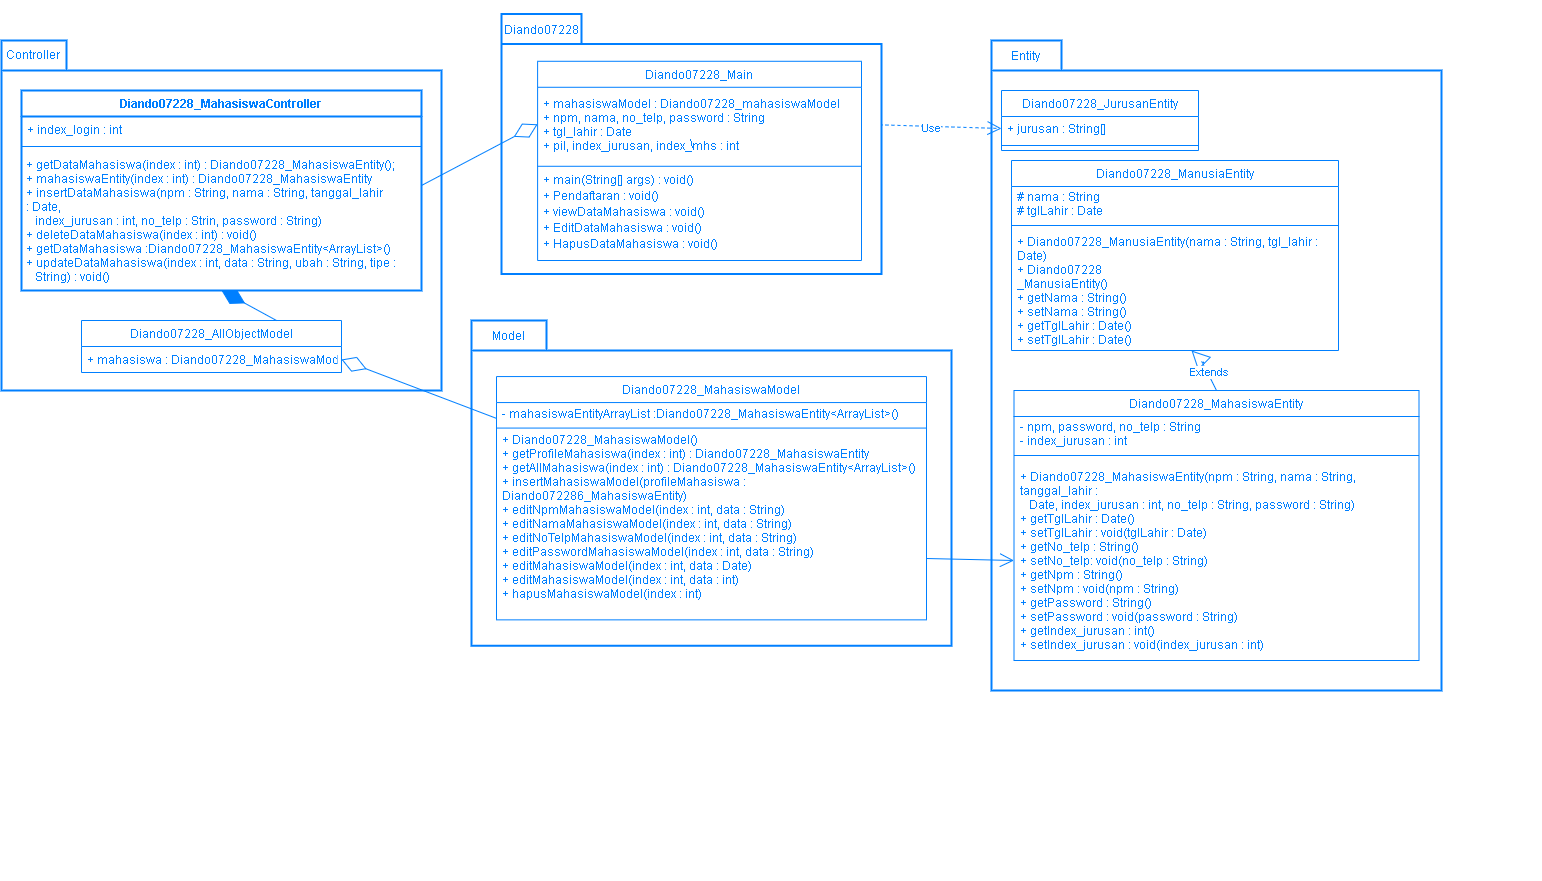 Controller
Diando07228_MahasiswaController
+ index_login : int
+ getDataMahasiswa(index : int) : Diando07228_MahasiswaEntity();
+ mahasiswaEntity(index : int) : Diando07228_MahasiswaEntity
+ insertDataMahasiswa(npm : String, nama : String, tanggal_lahir
: Date,
index_jurusan : int, no_telp : Strin, password : String)
+ deleteDataMahasiswa(index : int) : void()
+ getDataMahasiswa :Diando07228_MahasiswaEntity<ArrayList>()
+ updateDataMahasiswa(index : int, data : String, ubah : String, tipe :
String) : void()
Diando07228_AllObjectModel
+ mahasiswa : Diando07228_MahasiswaMod
Diando07228
Diando07228_Main
+ mahasiswaModel : Diando07228_mahasiswaModel
+ npm, nama, no_telp, password : String
+ tgl_lahir : Date
+ pil, index_jurusan, index_mhs : int
+ main(String[] args) : void()
+ Pendaftaran : void()
+ viewDataMahasiswa : void()
+ EditDataMahasiswa : void()
+ HapusDataMahasiswa : void()
Use
Model
Diando07228_MahasiswaModel
- mahasiswaEntityArrayList :Diando07228_MahasiswaEntity<ArrayList>()
+ Diando07228_MahasiswaModel()
+ getProfileMahasiswa(index : int) : Diando07228_MahasiswaEntity
+ getAllMahasiswa(index : int) : Diando07228_MahasiswaEntity<ArrayList>()
+ insertMahasiswaModel(profileMahasiswa :
Diando072286_MahasiswaEntity)
+ editNpmMahasiswaModel(index : int, data : String)
+ editNamaMahasiswaModel(index : int, data : String)
+ editNoTelpMahasiswaModel(index : int, data : String)
+ editPasswordMahasiswaModel(index : int, data : String)
+ editMahasiswaModel(index : int, data : Date)
+ editMahasiswaModel(index : int, data : int)
+ hapusMahasiswaModel(index : int)
Entity
Diando07228_JurusanEntity
+ jurusan : String[]
Diando07228_ManusiaEntity
# nama : String
# tglLahir : Date
+ Diando07228_ManusiaEntity(nama : String, tgl_lahir :
Date)
+ Diando07228
_ManusiaEntity()
+ getNama : String()
+ setNama : String()
+ getTglLahir : Date()
+ setTglLahir : Date()
Extends
Diando07228_MahasiswaEntity
- npm, password, no_telp : String
- index_jurusan : int
+ Diando07228_MahasiswaEntity(npm : String, nama : String,
tanggal_lahir :
Date, index_jurusan : int, no_telp : String, password : String)
+ getTglLahir : Date()
+ setTglLahir : void(tglLahir : Date)
+ getNo_telp : String()
+ setNo_telp: void(no_telp : String)
+ getNpm : String()
+ setNpm : void(npm : String)
+ getPassword : String()
+ setPassword : void(password : String)
+ getIndex_jurusan : int()
+ setIndex_jurusan : void(index_jurusan : int)